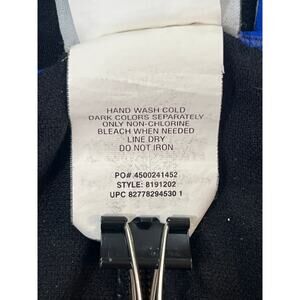 HAND WASH COLD
DARK COLORS SEPARATELY
ONLY NON-CHLORINE
BLEACH WHEN NEEDED
LINE DRY
DO NOT IRON
PO# 4500241452
STYLE: 8191202
UPC 82778294530 1